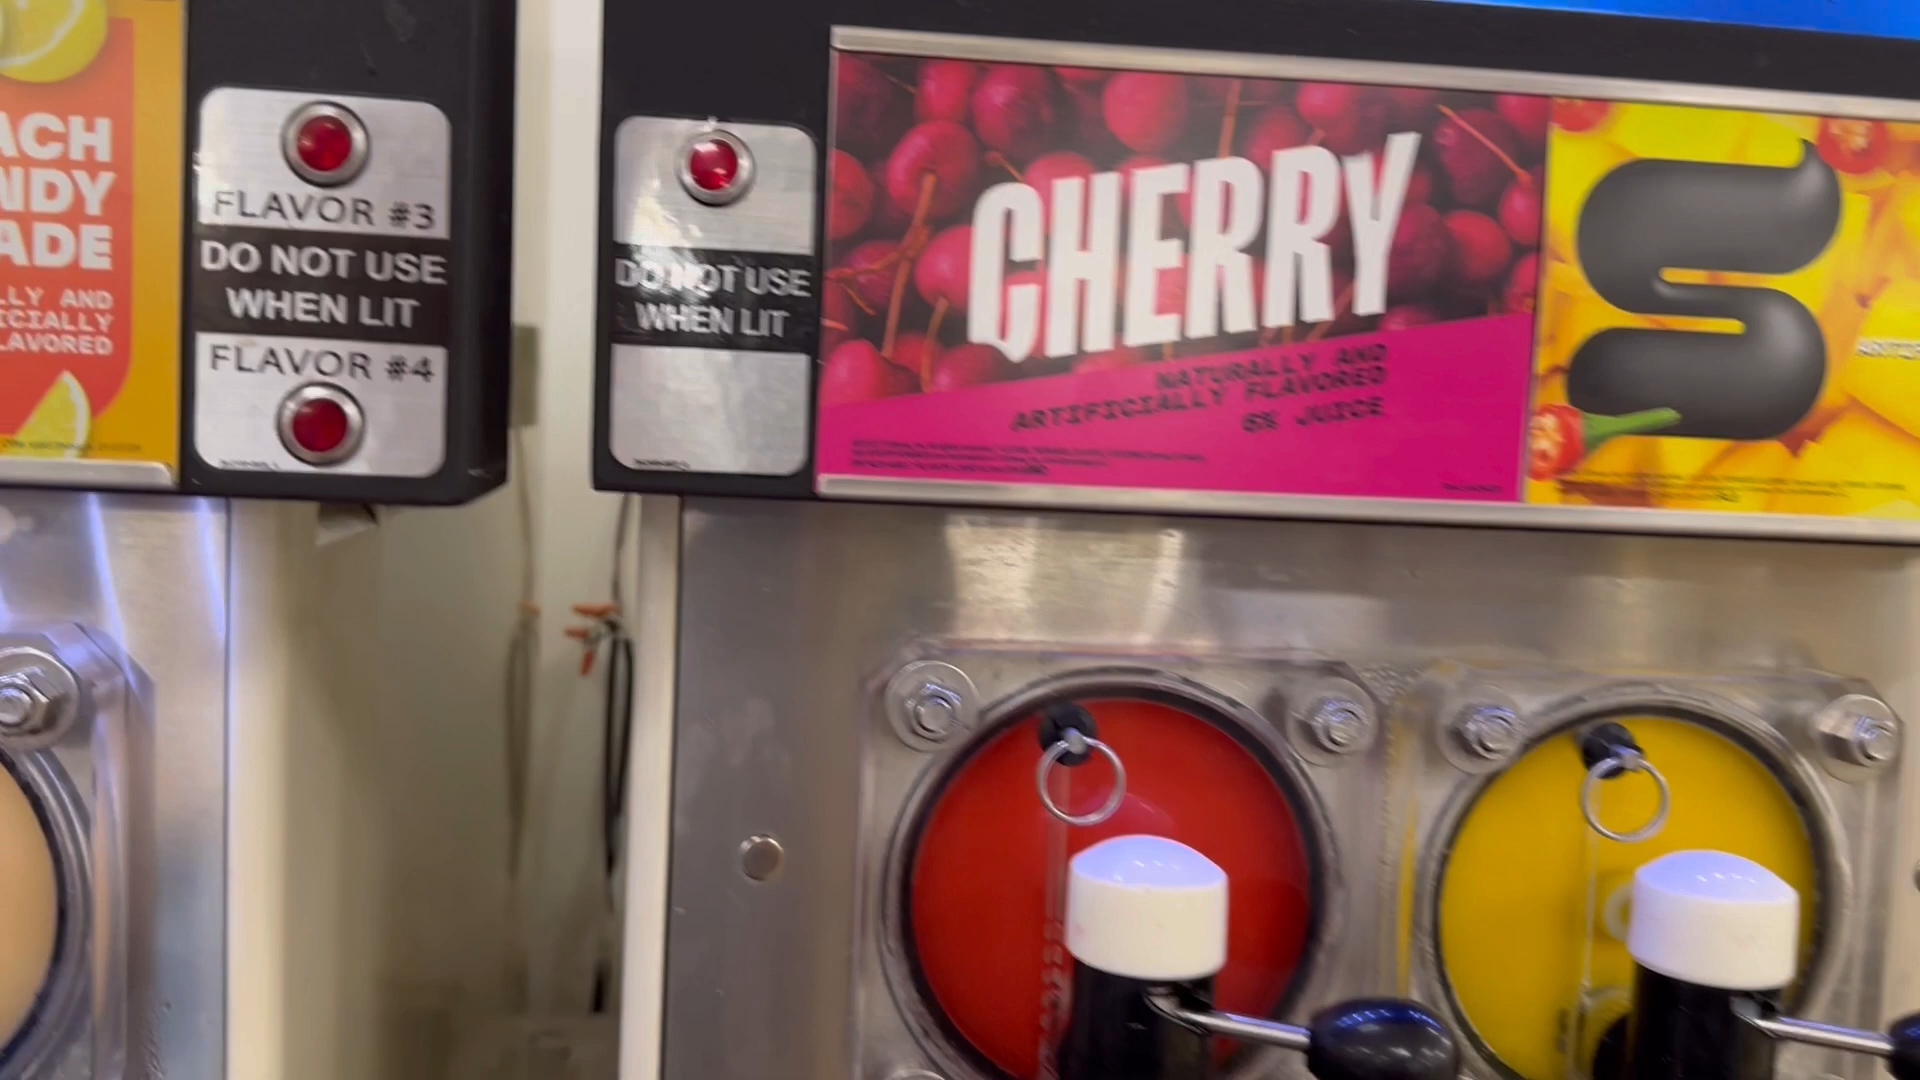 ACH
NDY
ADE
LLY AND
ICIALLY
LAVORED
FLAVOR #3
DO NOT USE
WHEN LIT
FLAVOR #4
DO NOT USE
WHEN LIT
CHERRY
NATURALLY AND
ARTIFICIALLY FLAVORED
6% JUICE
S